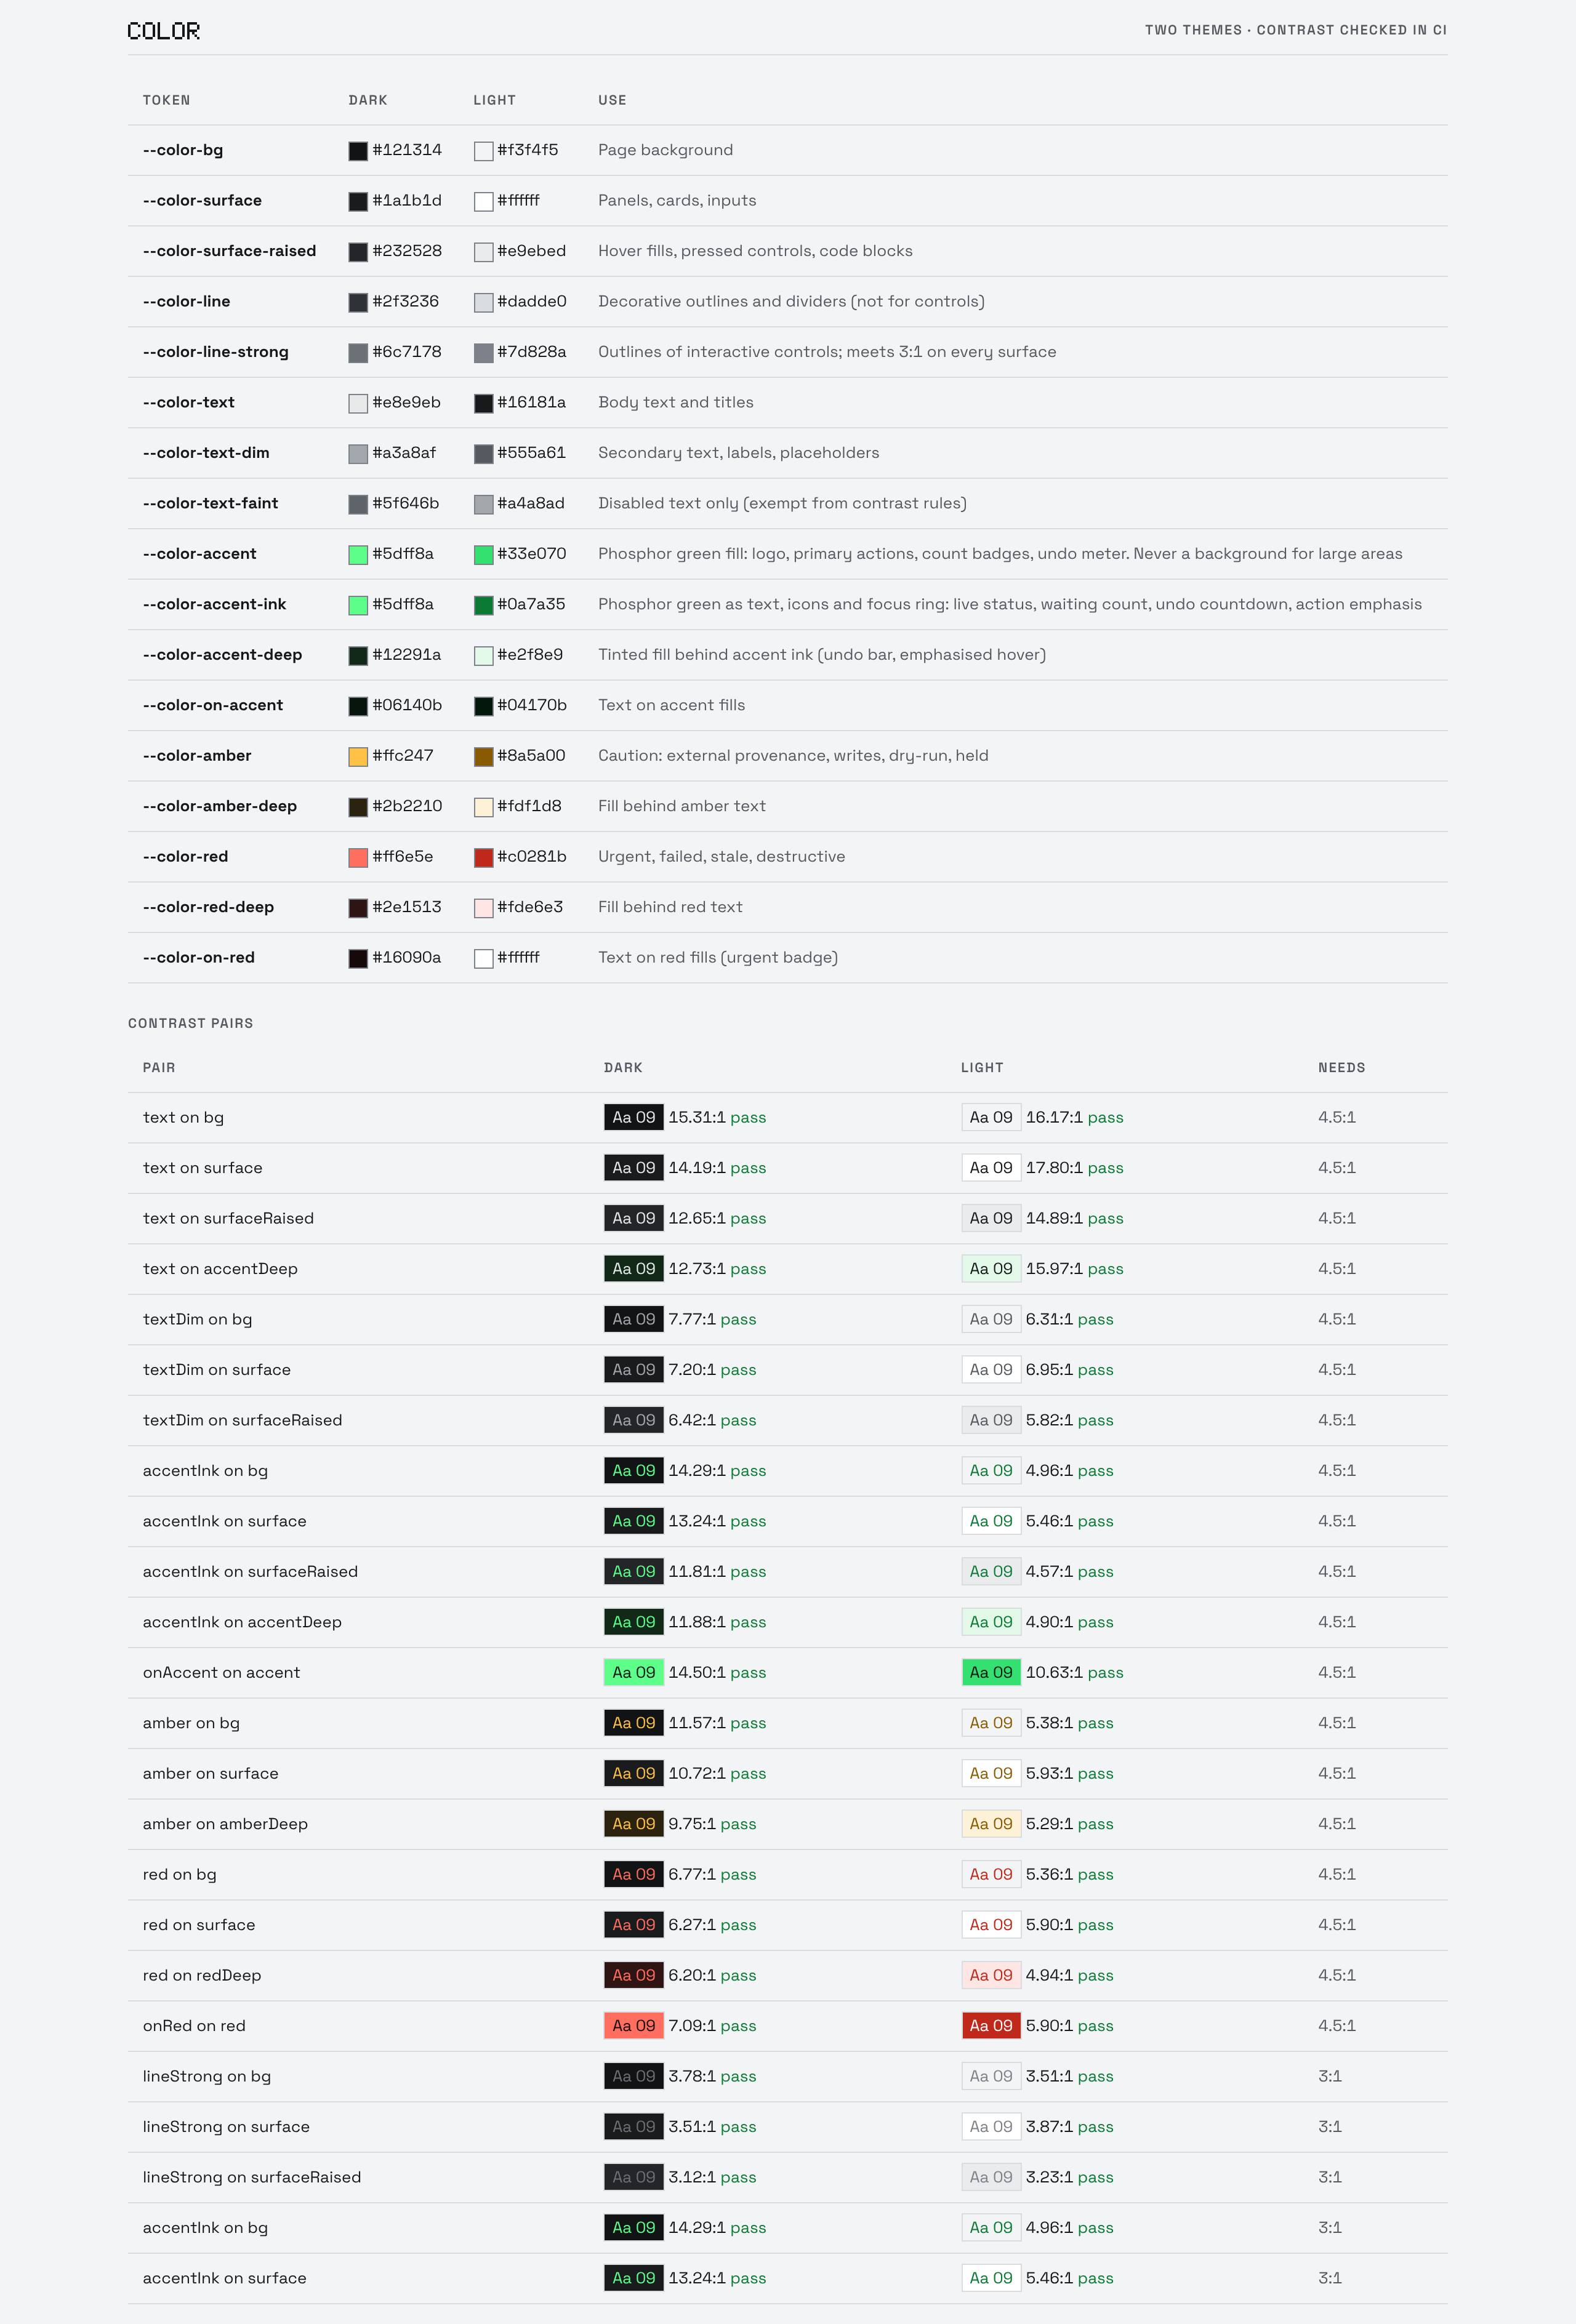 COLOR
TWO THEMES · CONTRAST CHECKED IN CI
TOKEN DARK LIGHT USE
--color-bg #121314 #f3f4f5 Page background
--color-surface #1a1b1d #ffffff Panels, cards, inputs
--color-surface-raised #232528 #e9ebed Hover fills, pressed controls, code blocks
--color-line #2f3236 #dadde0 Decorative outlines and dividers (not for controls)
--color-line-strong #6c7178 #7d828a Outlines of interactive controls; meets 3:1 on every surface
--color-text #e8e9eb #16181a Body text and titles
--color-text-dim #a3a8af #555a61 Secondary text, labels, placeholders
--color-text-faint #5f646b #a4a8ad Disabled text only (exempt from contrast rules)
--color-accent #5dff8a #33e070 Phosphor green fill: logo, primary actions, count badges, undo meter. Never a background for large areas
--color-accent-ink #5dff8a #0a7a35 Phosphor green as text, icons and focus ring: live status, waiting count, undo countdown, action emphasis
--color-accent-deep #12291a #e2f8e9 Tinted fill behind accent ink (undo bar, emphasised hover)
--color-on-accent #06140b #04170b Text on accent fills
--color-amber #ffc247 #8a5a00 Caution: external provenance, writes, dry-run, held
--color-amber-deep #2b2210 #fdf1d8 Fill behind amber text
--color-red #ff6e5e #c0281b Urgent, failed, stale, destructive
--color-red-deep #2e1513 #fde6e3 Fill behind red text
--color-on-red #16090a #ffffff Text on red fills (urgent badge)
CONTRAST PAIRS
PAIR DARK LIGHT NEEDS
text on bg Aa 09 15.31:1 pass Aa 09 16.17:1 pass 4.5:1
text on surface Aa 09 14.19:1 pass Aa 09 17.80:1 pass 4.5:1
text on surfaceRaised Aa 09 12.65:1 pass Aa 09 14.89:1 pass 4.5:1
text on accentDeep Aa 09 12.73:1 pass Aa 09 15.97:1 pass 4.5:1
textDim on bg Aa 09 7.77:1 pass Aa 09 6.31:1 pass 4.5:1
textDim on surface Aa 09 7.20:1 pass Aa 09 6.95:1 pass 4.5:1
textDim on surfaceRaised Aa 09 6.42:1 pass Aa 09 5.82:1 pass 4.5:1
accentInk on bg Aa 09 14.29:1 pass Aa 09 4.96:1 pass 4.5:1
accentInk on surface Aa 09 13.24:1 pass Aa 09 5.46:1 pass 4.5:1
accentInk on surfaceRaised Aa 09 11.81:1 pass Aa 09 4.57:1 pass 4.5:1
accentInk on accentDeep Aa 09 11.88:1 pass Aa 09 4.90:1 pass 4.5:1
onAccent on accent Aa 09 14.50:1 pass Aa 09 10.63:1 pass 4.5:1
amber on bg Aa 09 11.57:1 pass Aa 09 5.38:1 pass 4.5:1
amber on surface Aa 09 10.72:1 pass Aa 09 5.93:1 pass 4.5:1
amber on amberDeep Aa 09 9.75:1 pass Aa 09 5.29:1 pass 4.5:1
red on bg Aa 09 6.77:1 pass Aa 09 5.36:1 pass 4.5:1
red on surface Aa 09 6.27:1 pass Aa 09 5.90:1 pass 4.5:1
red on redDeep Aa 09 6.20:1 pass Aa 09 4.94:1 pass 4.5:1
onRed on red Aa 09 7.09:1 pass Aa 09 5.90:1 pass 4.5:1
lineStrong on bg Aa 09 3.78:1 pass Aa 09 3.51:1 pass 3:1
lineStrong on surface Aa 09 3.51:1 pass Aa 09 3.87:1 pass 3:1
lineStrong on surfaceRaised Aa 09 3.12:1 pass Aa 09 3.23:1 pass 3:1
accentInk on bg Aa 09 14.29:1 pass Aa 09 4.96:1 pass 3:1
accentInk on surface Aa 09 13.24:1 pass Aa 09 5.46:1 pass 3:1